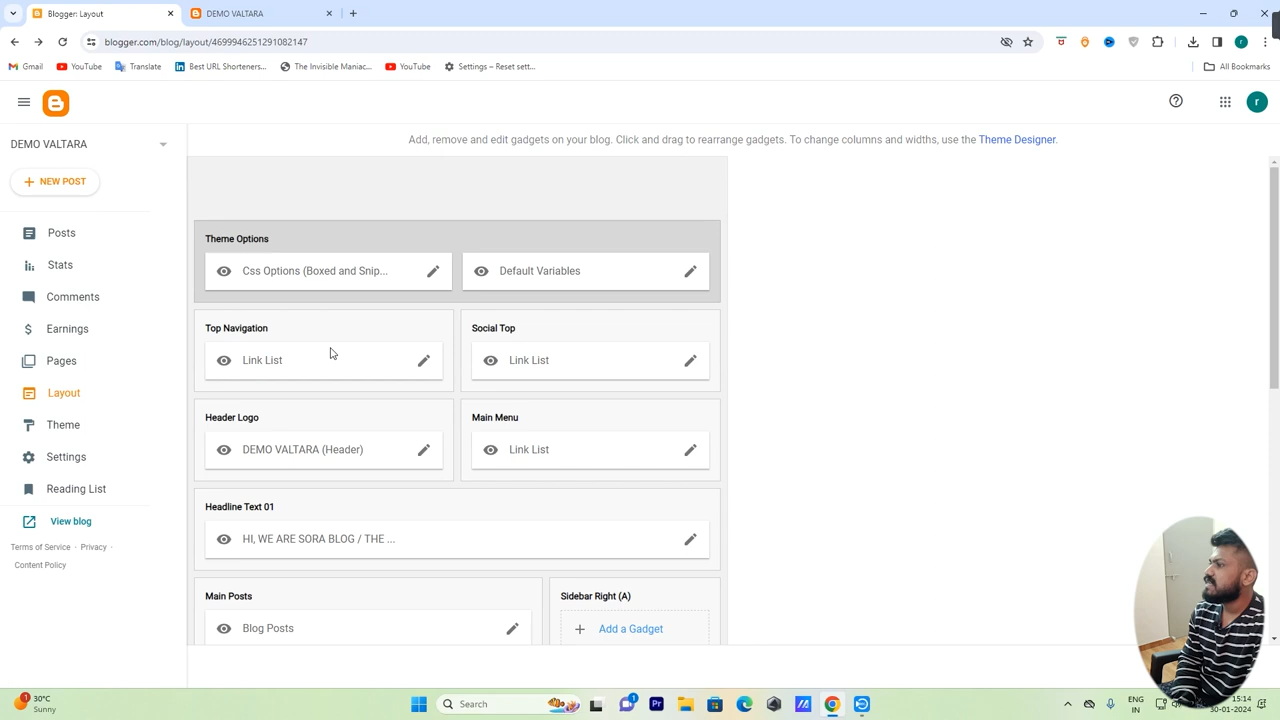 Blogger: Layout
DEMO VALTARA
blogger.com/blog/layout/4699946251291082147
Gmail
YouTube
Translate
Best URL Shorteners...
The Invisible Maniac...
YouTube
Settings – Reset sett...
All Bookmarks
r
DEMO VALTARA
NEW POST
Posts
Stats
Comments
Earnings
Pages
Layout
Theme
Settings
Reading List
View blog
Terms of Service · Privacy ·
Content Policy
Add, remove and edit gadgets on your blog. Click and drag to rearrange gadgets. To change columns and widths, use the Theme Designer.
Theme Options
Css Options (Boxed and Snip...
Default Variables
Top Navigation
Link List
Social Top
Link List
Header Logo
DEMO VALTARA (Header)
Main Menu
Link List
Headline Text 01
HI, WE ARE SORA BLOG / THE ...
Main Posts
Blog Posts
Sidebar Right (A)
Add a Gadget
30°C
Sunny
Search
ENG
IN
15:14
30-01-2024